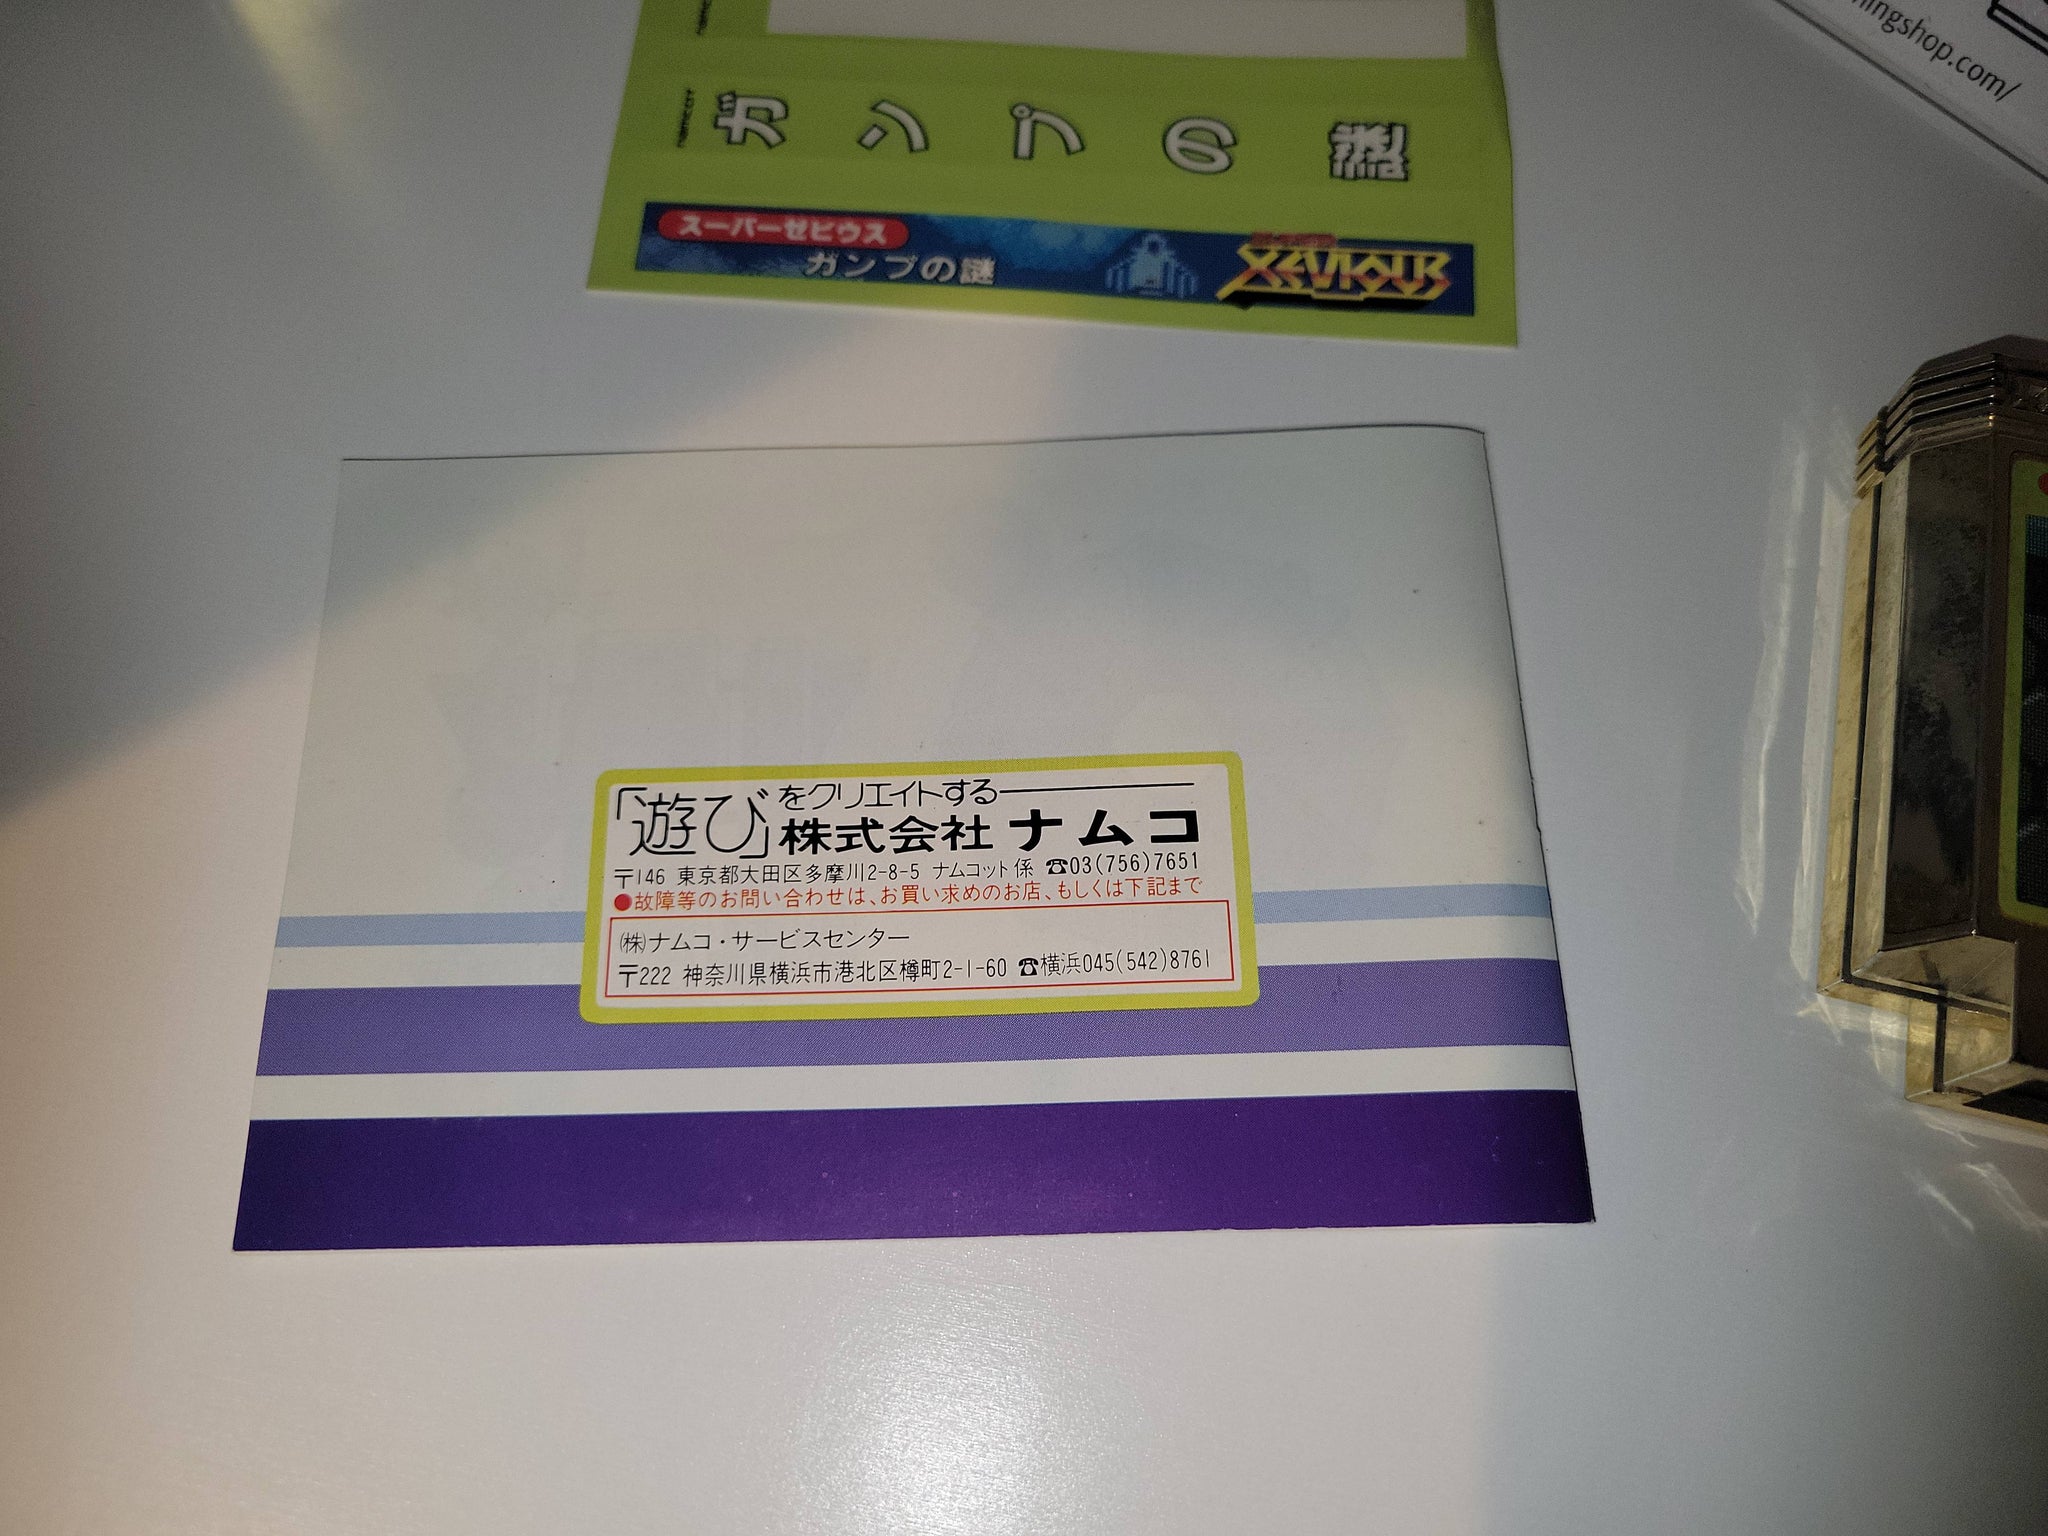 ningshop.com/
namcot
ガンプの謎
スーパーゼビウス
ガンプの謎
XEVIOUS
「遊び」をクリエイトする——
株式会社ナムコ
〒146 東京都大田区多摩川2-8-5 ナムコット係 ☎03(756)7651
●故障等のお問い合わせは、お買い求めのお店、もしくは下記まで
㈱ナムコ・サービスセンター
〒222 神奈川県横浜市港北区樽町2-1-60 ☎横浜045(542)8761